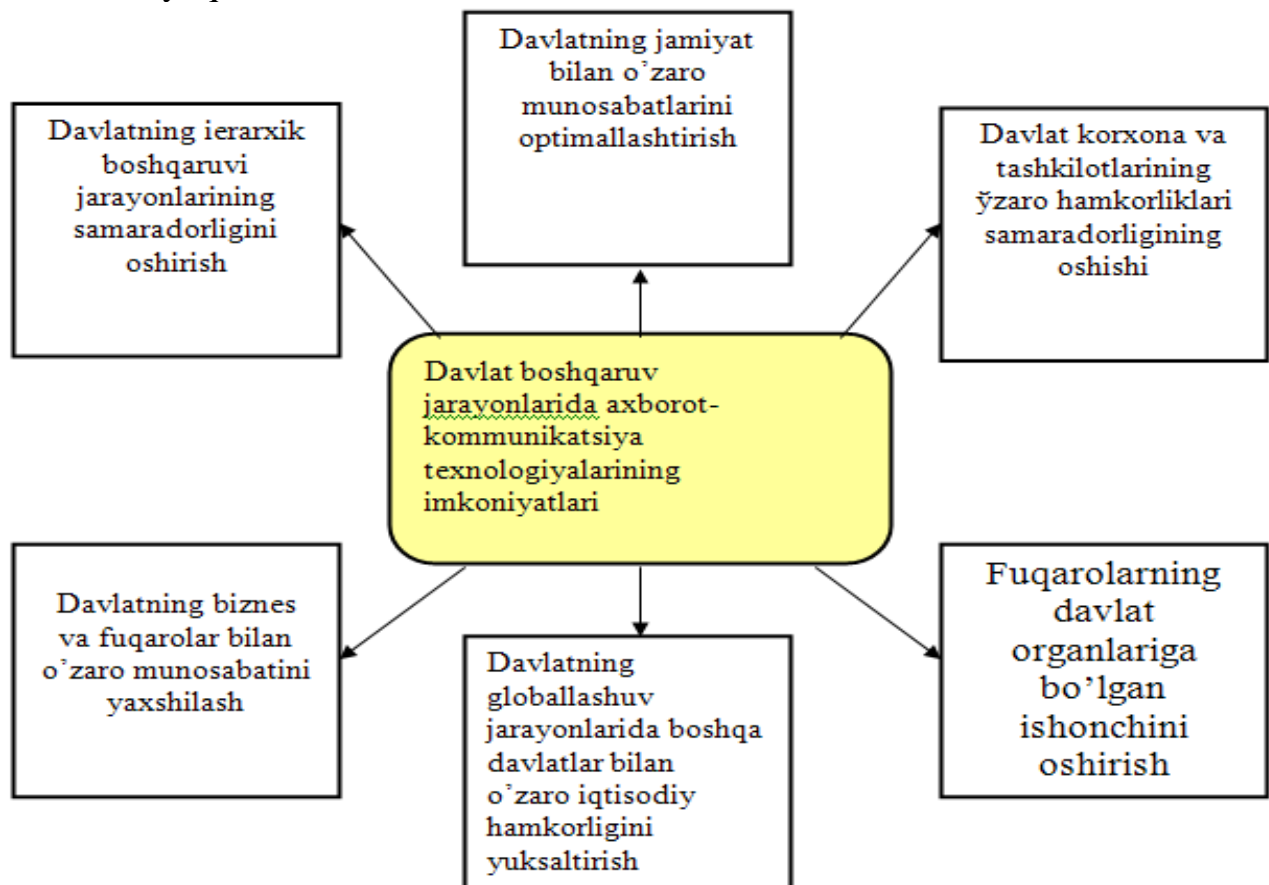 Davlatning jamiyat
bilan o’zaro
munosabatlarini
optimallashtirish
Davlatning ierarxik
boshqaruvi
jarayonlarining
samaradorligini
oshirish
Davlat korxona va
tashkilotlarining
ўzaro hamkorliklari
samaradorligining
oshishi
Davlat boshqaruv
jarayonlarida axborot-
kommunikatsiya
texnologiyalarining
imkoniyatlari
Davlatning biznes
va fuqarolar bilan
o’zaro munosabatini
yaxshilash
Davlatning
globallashuv
jarayonlarida boshqa
davlatlar bilan
o’zaro iqtisodiy
hamkorligini
yuksaltirish
Fuqarolarning
davlat
organlariga
bo’lgan
ishonchini
oshirish